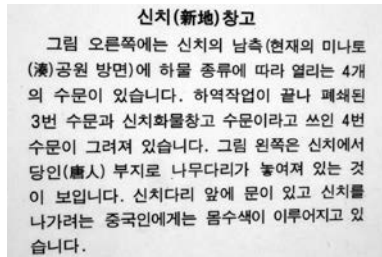 신치(新地)창고
그림 오른쪽에는 신치의 남측(현재의 미나토
(湊)공원 방면)에 하물 종류에 따라 열리는 4개
의 수문이 있습니다. 하역작업이 끝나 폐쇄된
3번 수문과 신치화물창고 수문이라고 쓰인 4번
수문이 그려져 있습니다. 그림 왼쪽은 신치에서
당인(唐人) 부지로 나무다리가 놓여져 있는 것
이 보입니다. 신치다리 앞에 문이 있고 신치를
나가려는 중국인에게는 몸수색이 이루어지고 있
습니다.